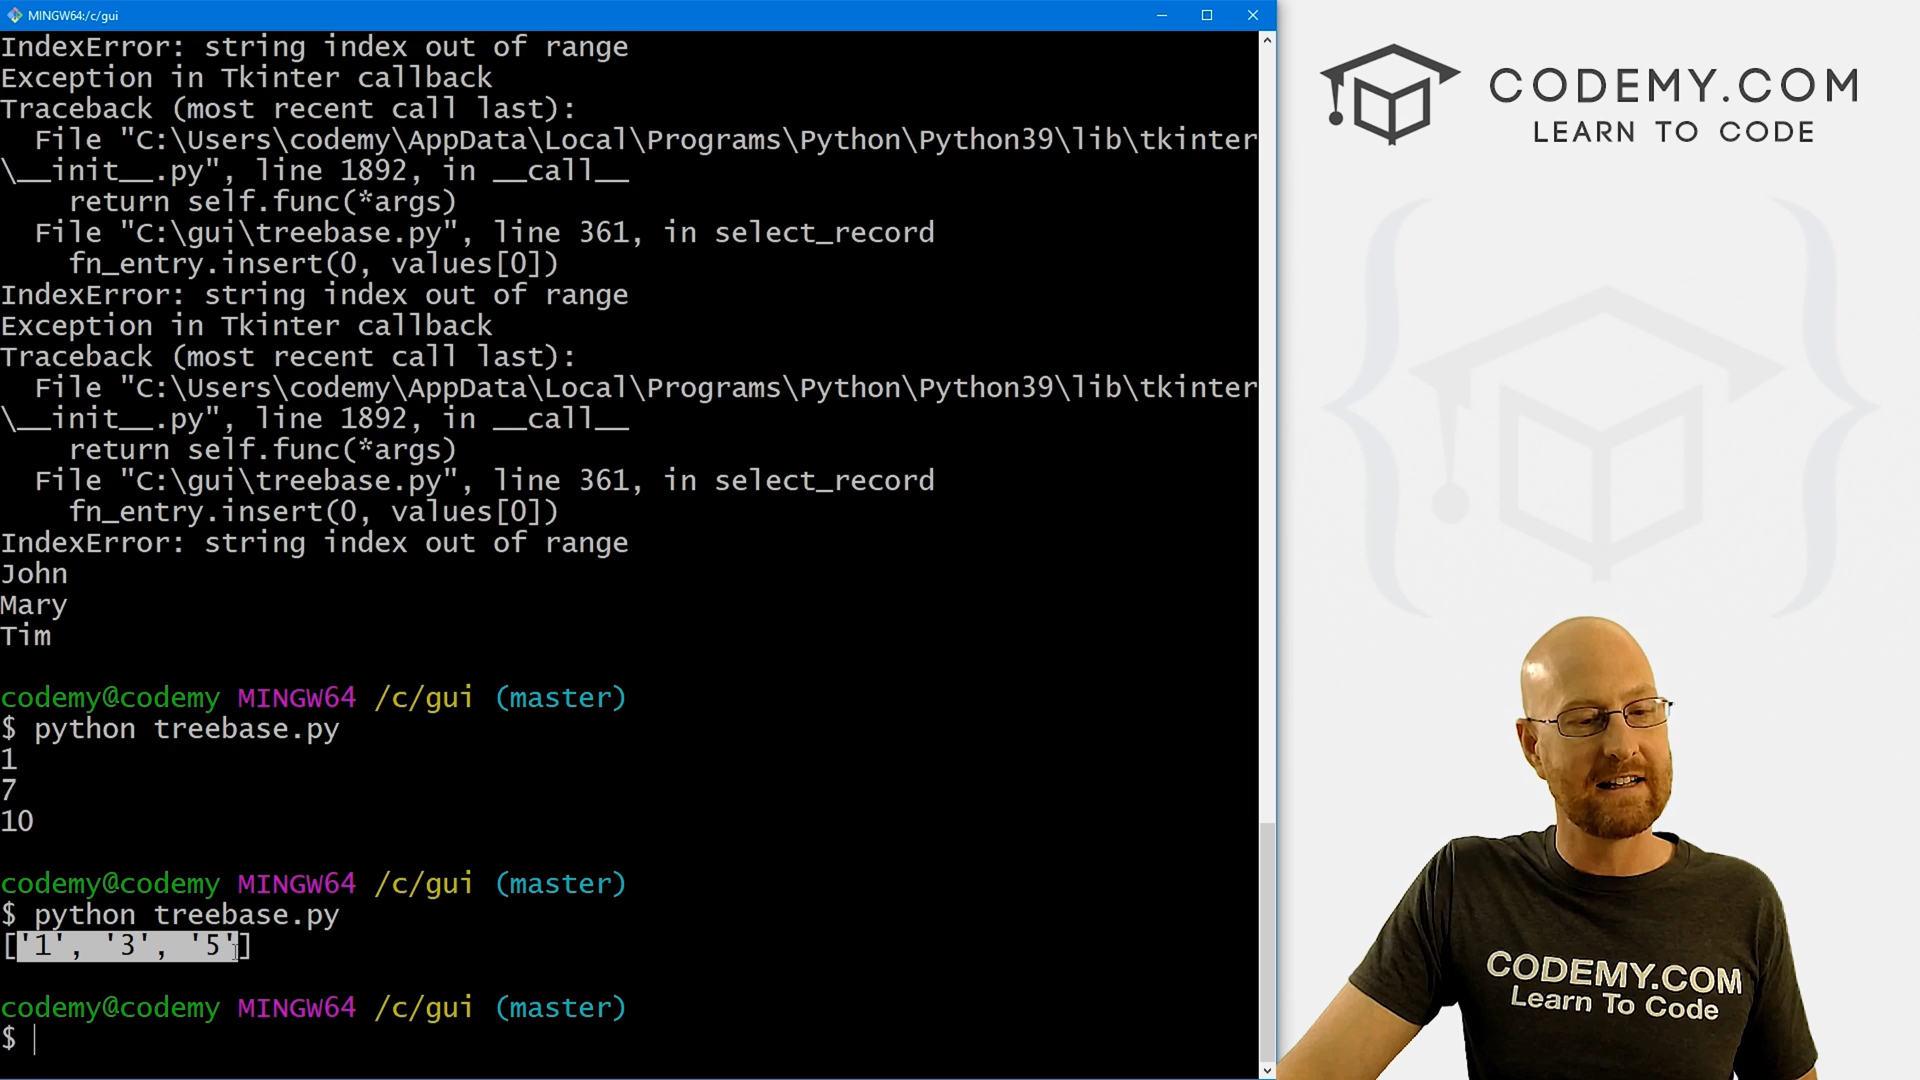 MINGW64:/c/gui
IndexError: string index out of range
Exception in Tkinter callback
Traceback (most recent call last):
  File "C:\Users\codemy\AppData\Local\Programs\Python\Python39\lib\tkinter
\__init__.py", line 1892, in __call__
    return self.func(*args)
  File "C:\gui\treebase.py", line 361, in select_record
    fn_entry.insert(0, values[0])
IndexError: string index out of range
Exception in Tkinter callback
Traceback (most recent call last):
  File "C:\Users\codemy\AppData\Local\Programs\Python\Python39\lib\tkinter
\__init__.py", line 1892, in __call__
    return self.func(*args)
  File "C:\gui\treebase.py", line 361, in select_record
    fn_entry.insert(0, values[0])
IndexError: string index out of range
John
Mary
Tim
codemy@codemy MINGW64 /c/gui (master)
$ python treebase.py
1
7
10
codemy@codemy MINGW64 /c/gui (master)
$ python treebase.py
['1', '3', '5']
codemy@codemy MINGW64 /c/gui (master)
$
CODEMY.COM
LEARN TO CODE
CODEMY.COM
Learn To Code